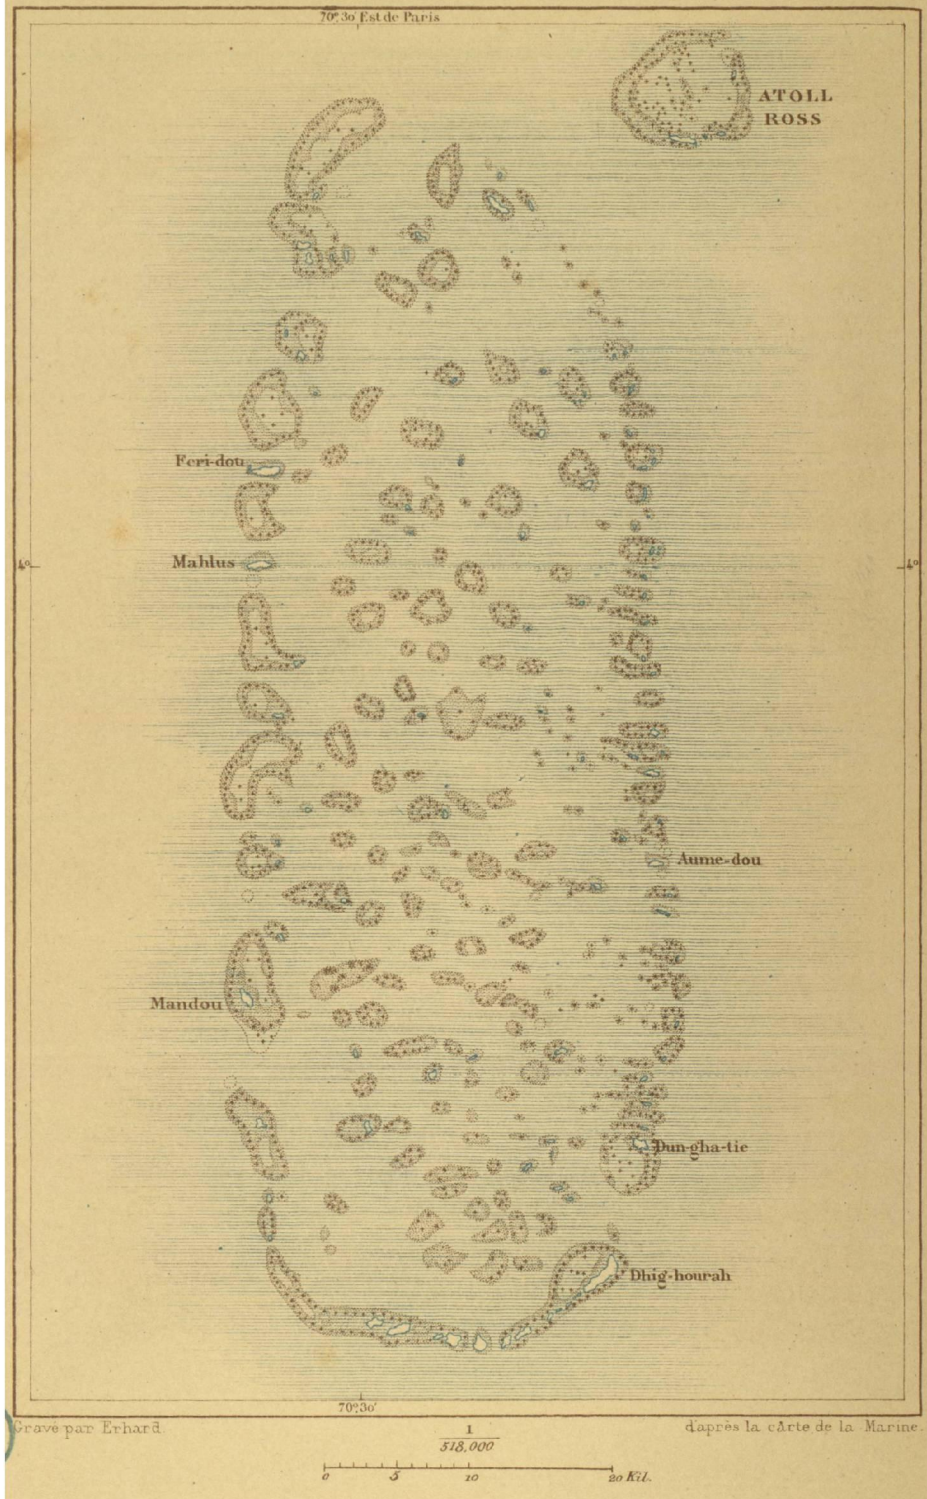 70° 30' Est de Paris
ATOLL
ROSS
Feri-dou
Mahlus
4°
4°
Aume-dou
Mandou
Dun-gha-tie
Dhig-hourah
70° 30'
Gravé par Erhard.
1
518,000
d'après la cArte de la Marine.
0 5 10 20 Kil.